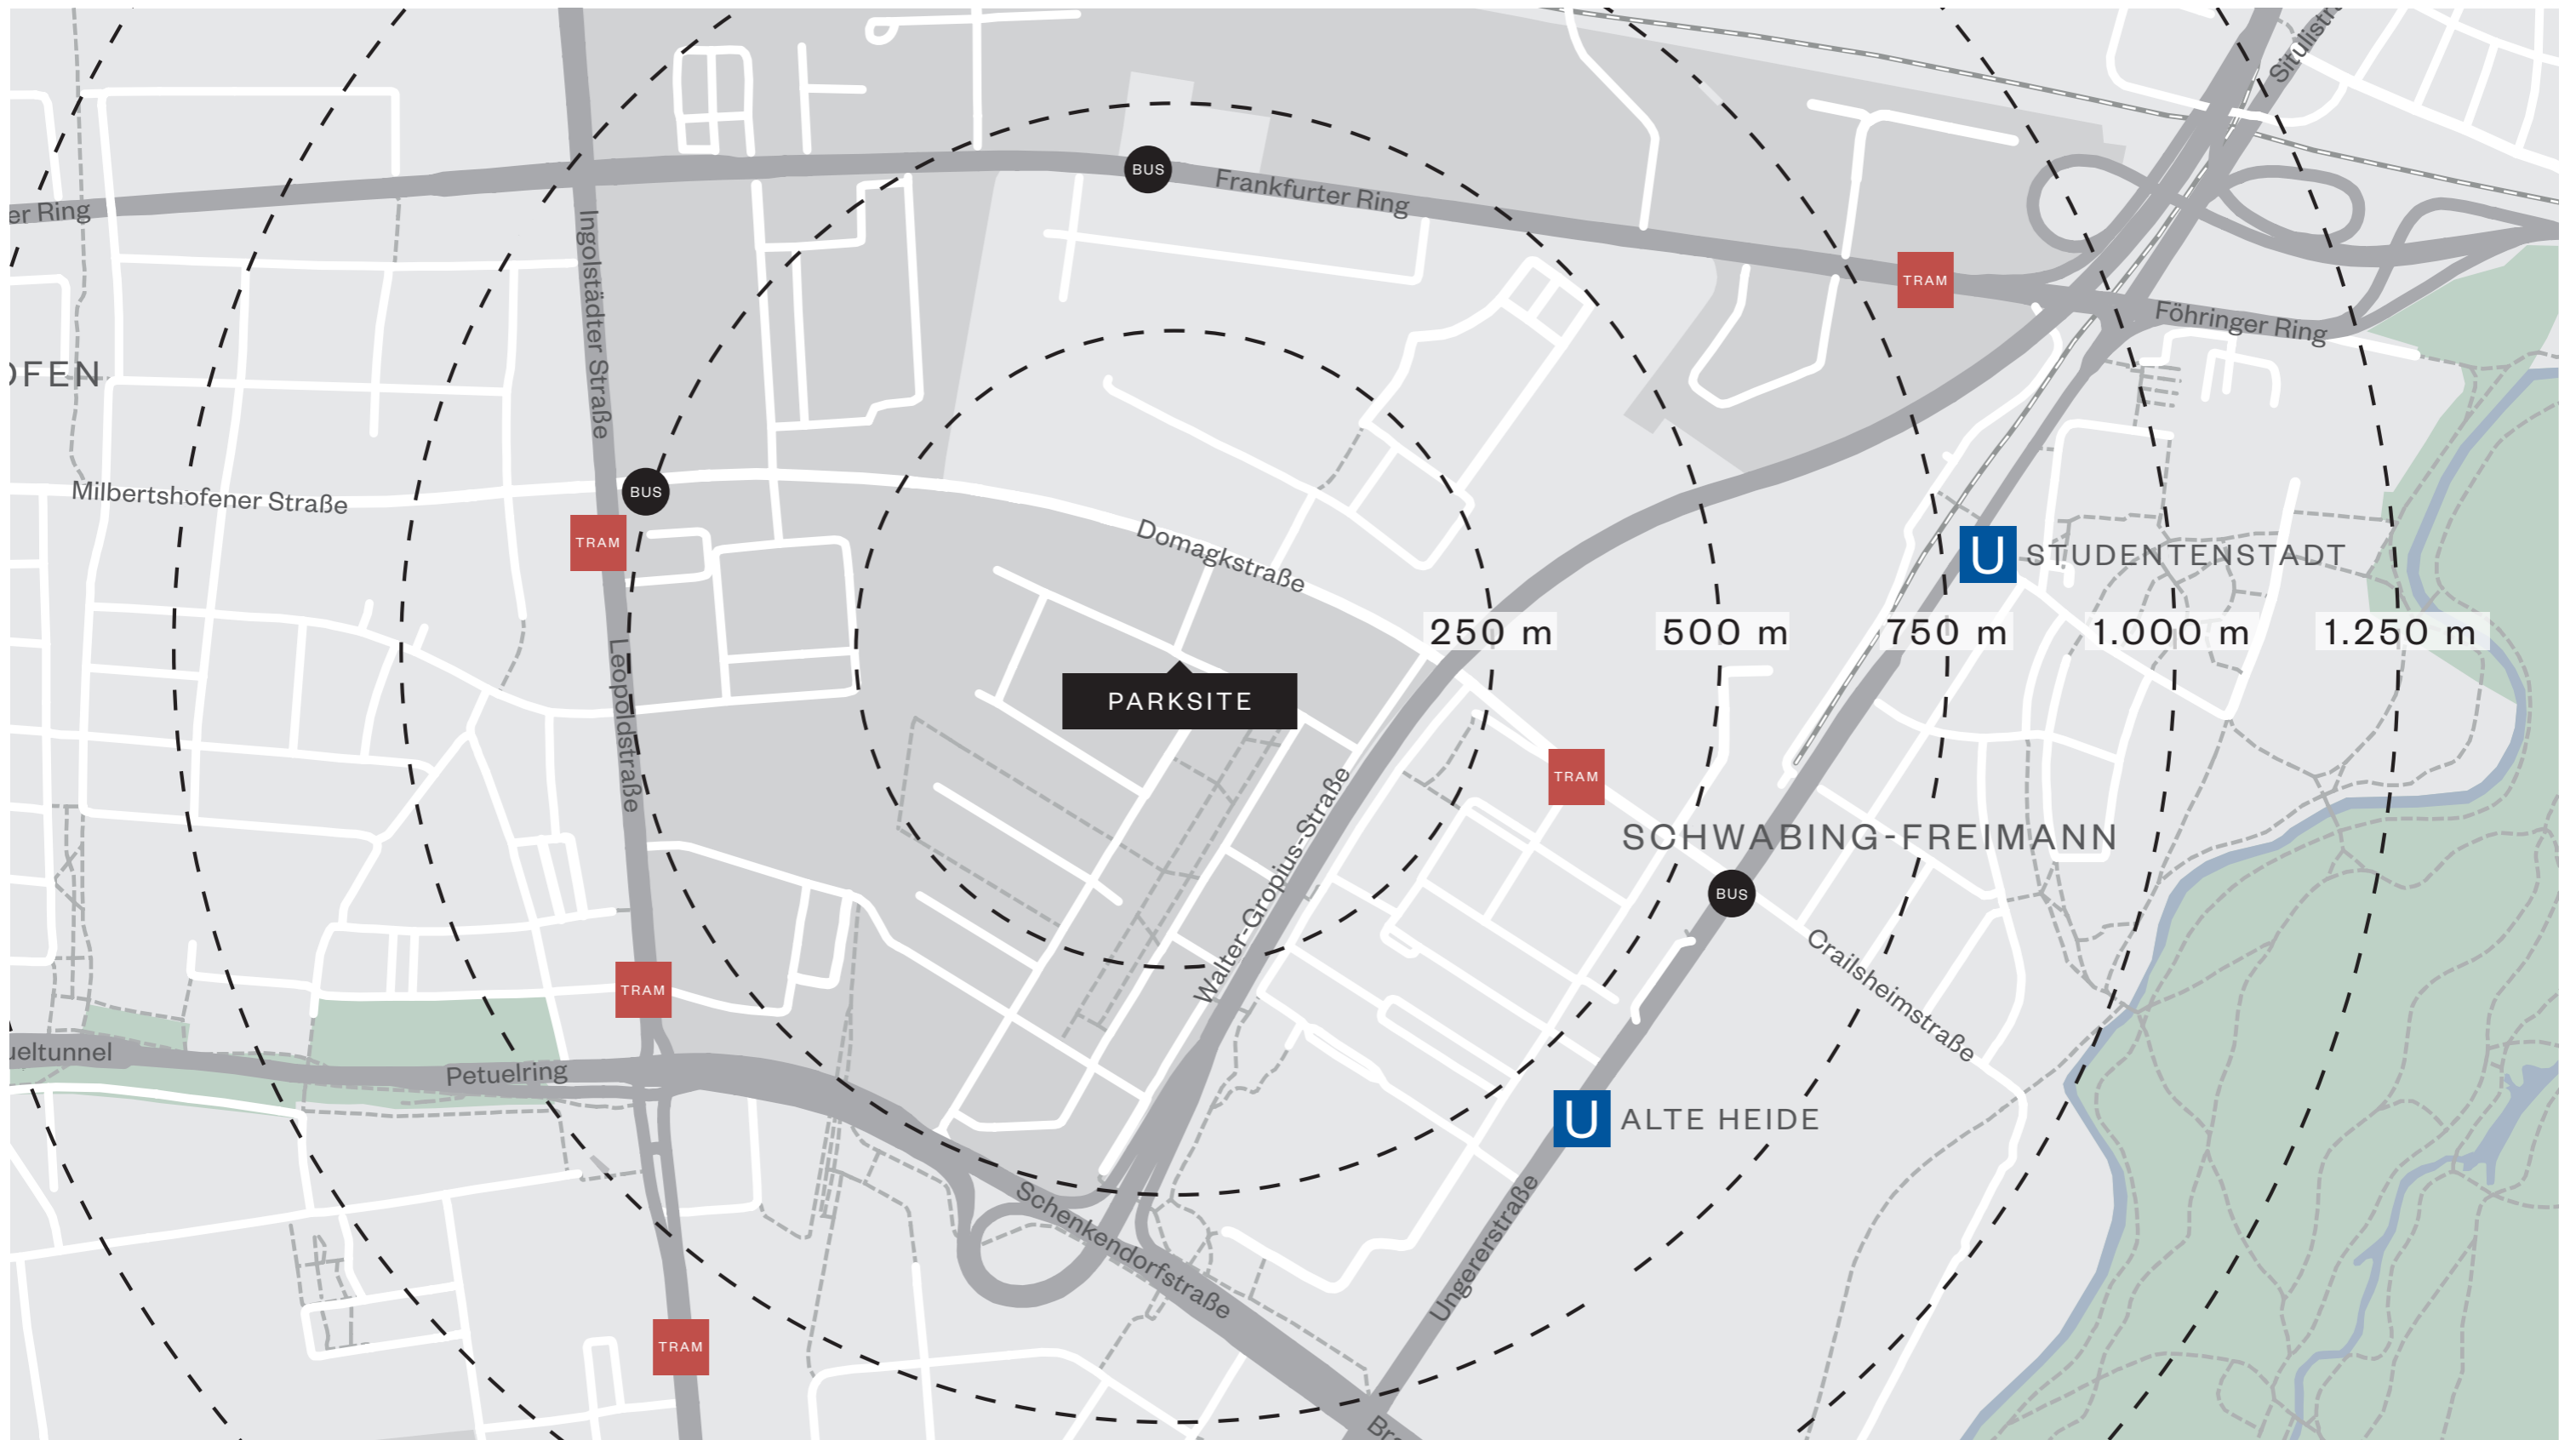 Situlistr
BUS
Frankfurter Ring
er Ring
Ingolstädter Straße
TRAM
Föhringer Ring
OFEN
Milbertshofener Straße
BUS
TRAM
Domagkstraße
U STUDENTENSTADT
250 m
500 m
750 m
1.000 m
1.250 m
PARKSITE
Leopoldstraße
TRAM
Walter-Gropius-Straße
SCHWABING-FREIMANN
BUS
Crailsheimstraße
TRAM
ueltunnel
Petuelring
U ALTE HEIDE
Schenkendorfstraße
Ungererstraße
TRAM
Bre